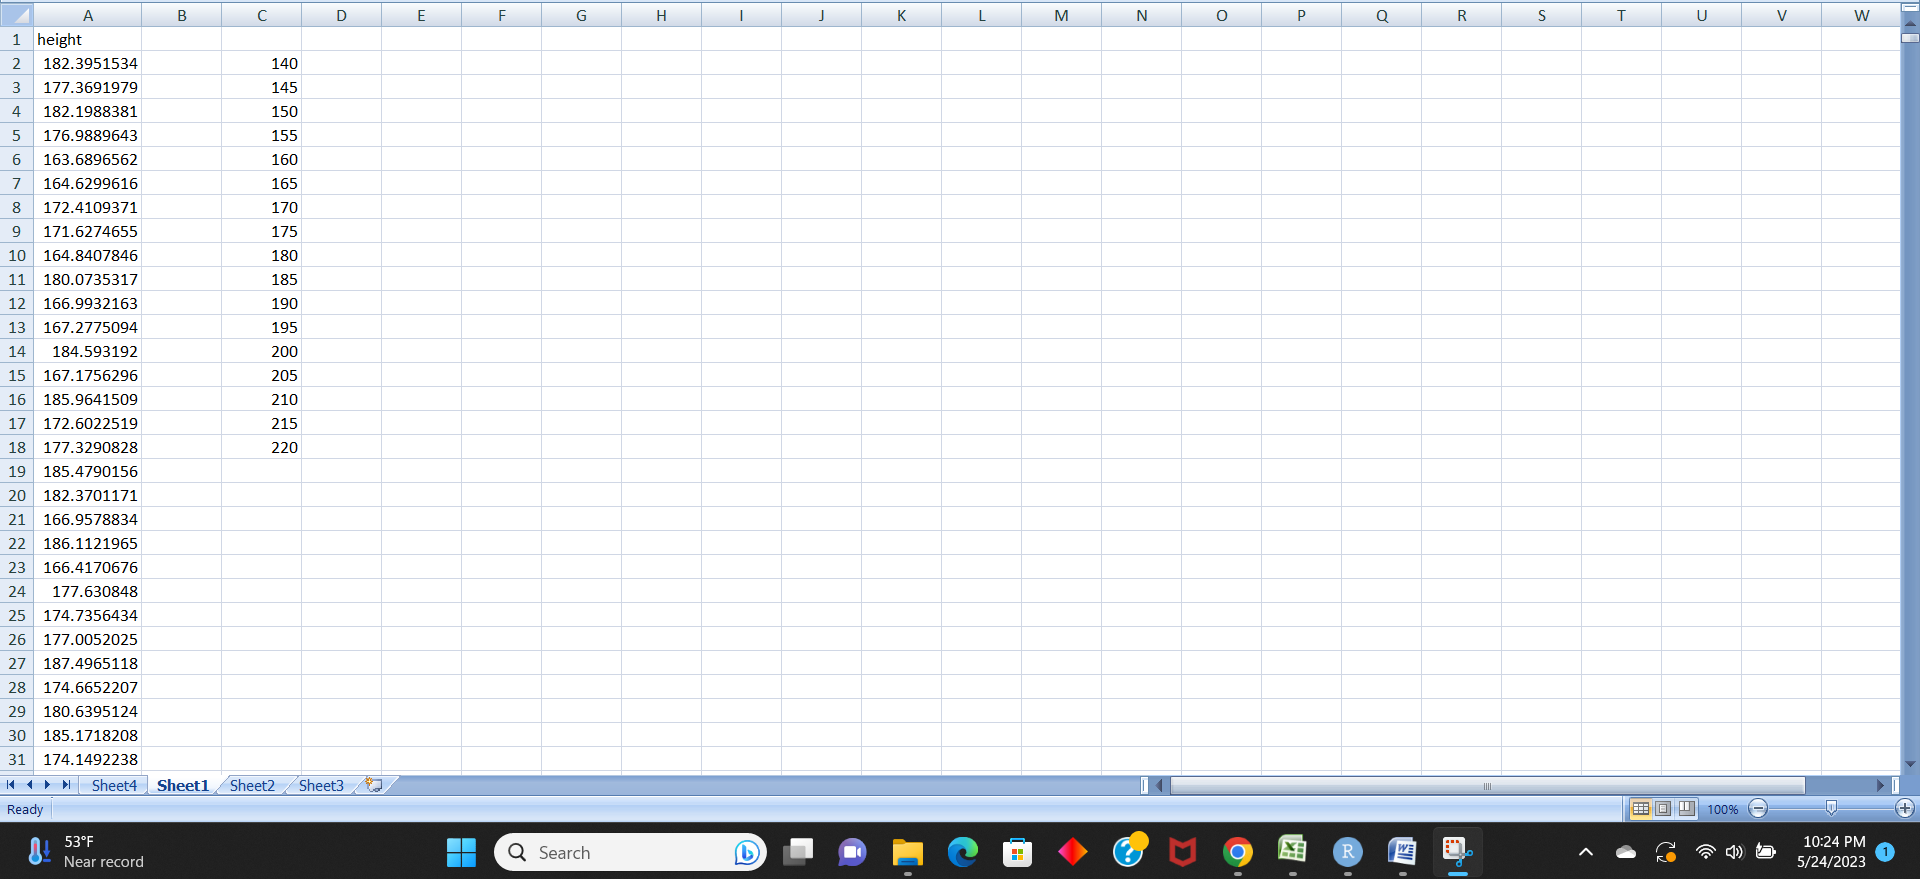 A B C D E F G H I J K L M N O P Q R S T U V W
1 height
2 182.3951534 140
3 177.3691979 145
4 182.1988381 150
5 176.9889643 155
6 163.6896562 160
7 164.6299616 165
8 172.4109371 170
9 171.6274655 175
10 164.8407846 180
11 180.0735317 185
12 166.9932163 190
13 167.2775094 195
14 184.593192 200
15 167.1756296 205
16 185.9641509 210
17 172.6022519 215
18 177.3290828 220
19 185.4790156
20 182.3701171
21 166.9578834
22 186.1121965
23 166.4170676
24 177.630848
25 174.7356434
26 177.0052025
27 187.4965118
28 174.6652207
29 180.6395124
30 185.1718208
31 174.1492238
Sheet4 Sheet1 Sheet2 Sheet3
Ready 100%
53°F
Near record
Search
R
W
10:24 PM
5/24/2023
1